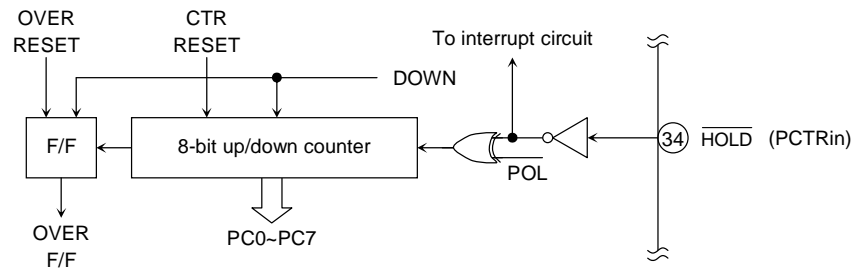 OVER
RESET
CTR
RESET
To interrupt circuit
DOWN
F/F
8-bit up/down counter
34
HOLD (PCTRin)
POL
OVER
F/F
PC0~PC7